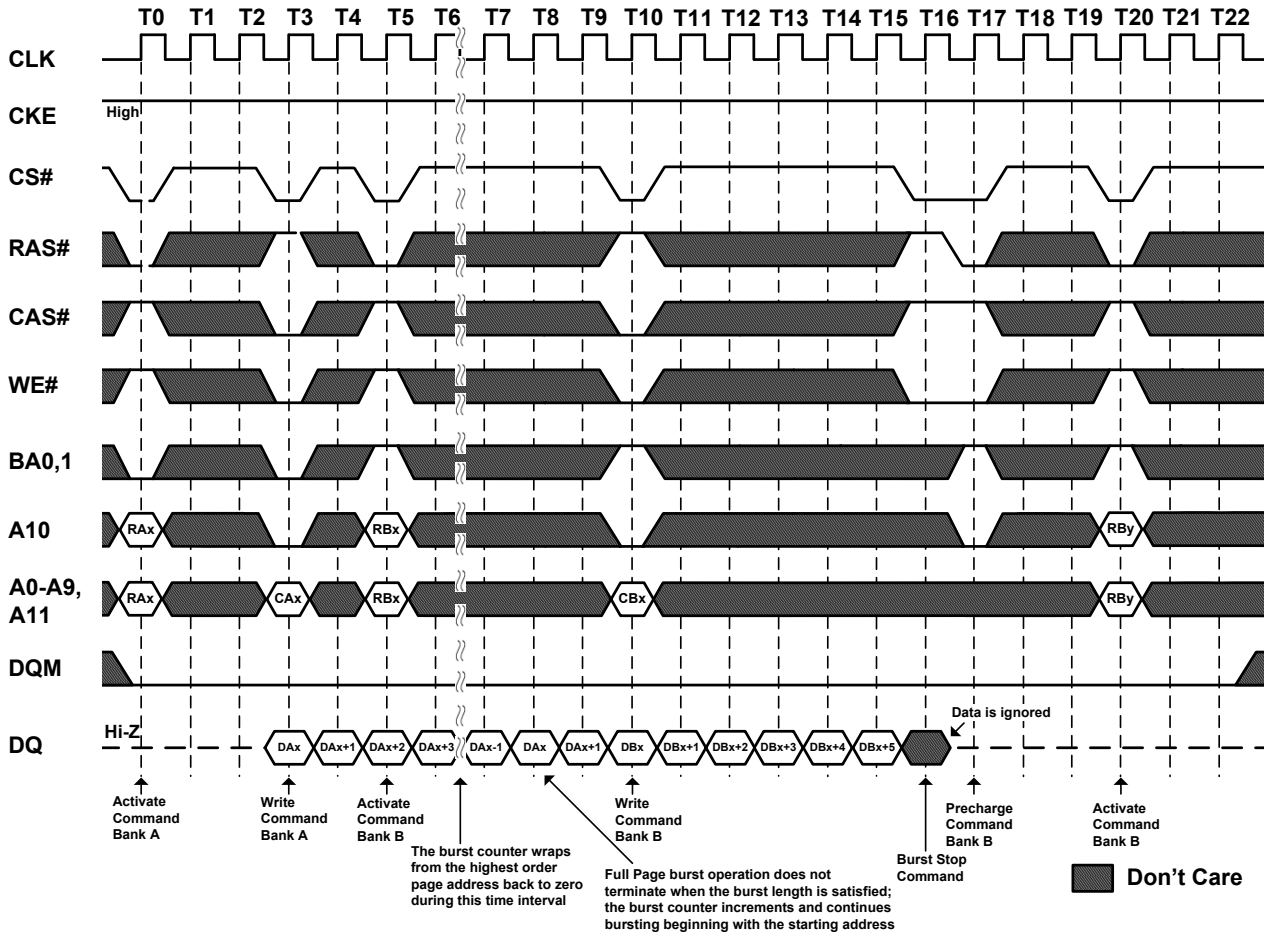 T0 T1 T2 T3 T4 T5 T6 T7 T8 T9 T10 T11 T12 T13 T14 T15 T16 T17 T18 T19 T20 T21 T22
CLK
CKE
High
CS#
RAS#
CAS#
WE#
BA0,1
A10
RAx RBx RBy
A0-A9,
A11
RAx CAx RBx CBx RBy
DQM
DQ
Hi-Z
DAx DAx+1 DAx+2 DAx+3 DAx-1 DAx DAx+1 DBx DBx+1 DBx+2 DBx+3 DBx+4 DBx+5
Data is ignored
Activate
Command
Bank A
Write
Command
Bank A
Activate
Command
Bank B
The burst counter wraps
from the highest order
page address back to zero
during this time interval
Full Page burst operation does not
terminate when the burst length is satisfied;
the burst counter increments and continues
bursting beginning with the starting address
Write
Command
Bank B
Burst Stop
Command
Precharge
Command
Bank B
Activate
Command
Bank B
Don't Care